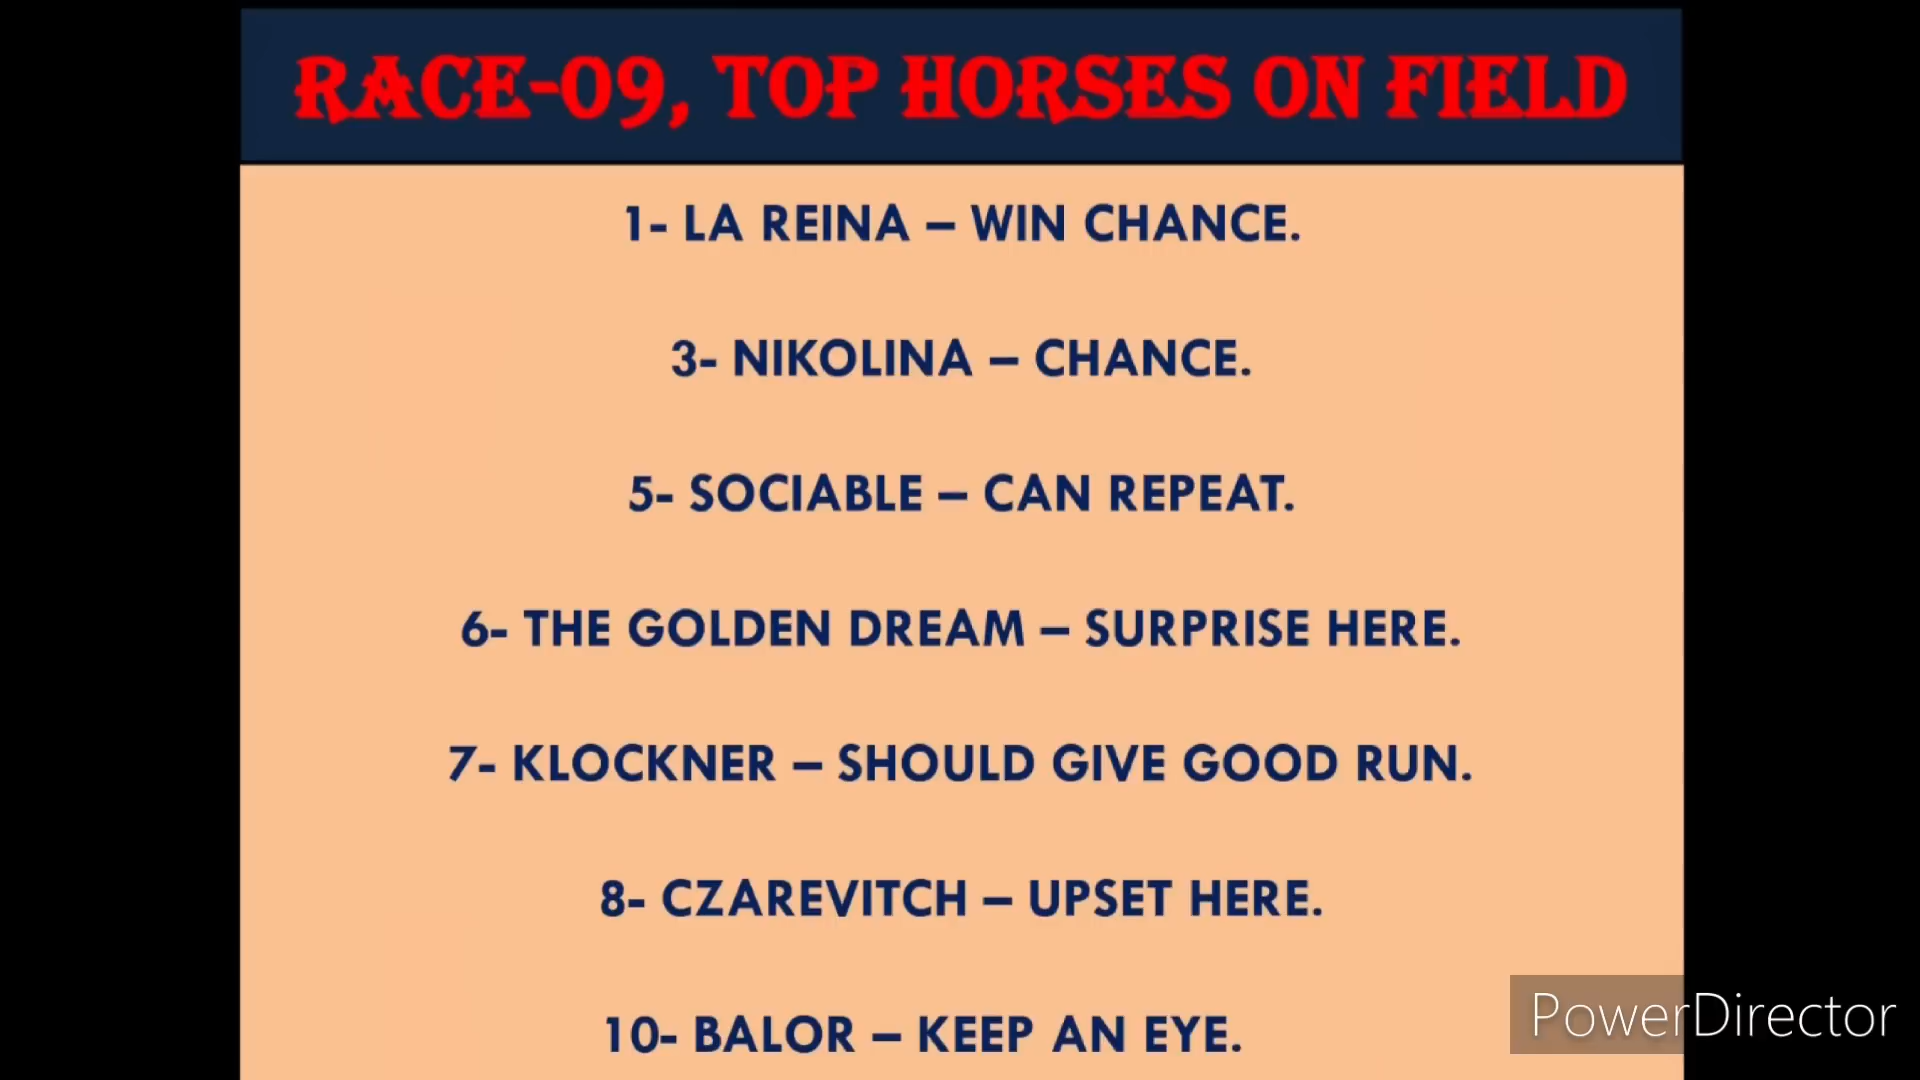 RACE-09, TOP HORSES ON FIELD
1- LA REINA – WIN CHANCE.
3- NIKOLINA – CHANCE.
5- SOCIABLE – CAN REPEAT.
6- THE GOLDEN DREAM – SURPRISE HERE.
7- KLOCKNER – SHOULD GIVE GOOD RUN.
8- CZAREVITCH – UPSET HERE.
10- BALOR – KEEP AN EYE.
PowerDirector